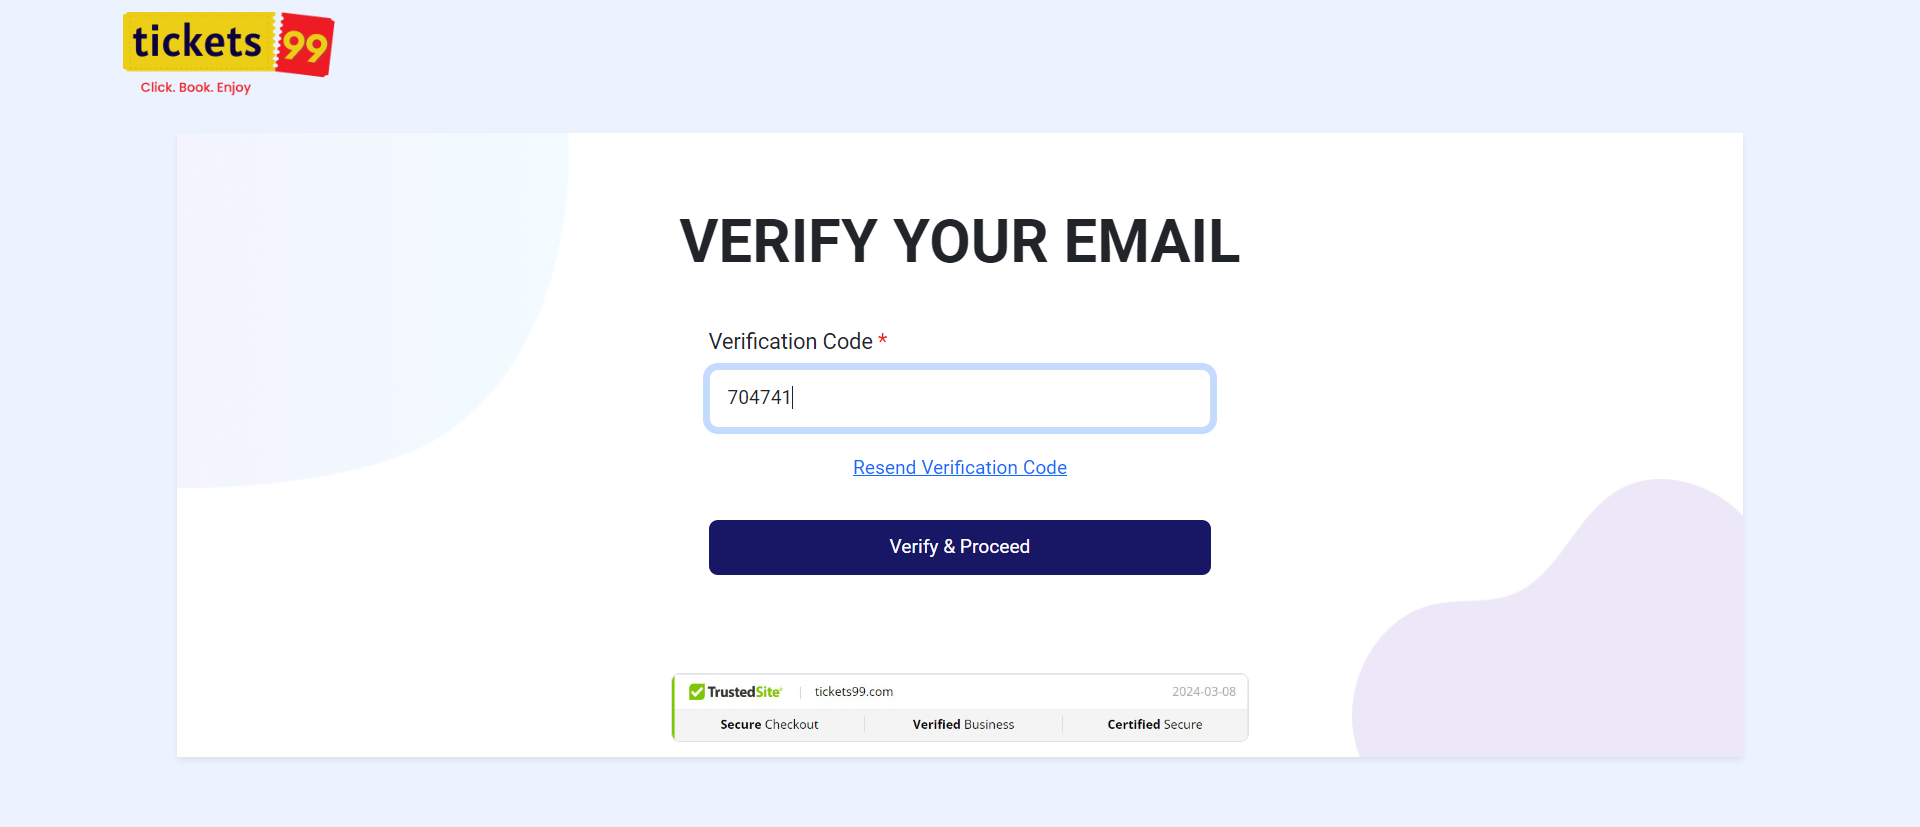 tickets 99
Click. Book. Enjoy
VERIFY YOUR EMAIL
Verification Code *
704741
Resend Verification Code
Verify & Proceed
TrustedSite | tickets99.com 2024-03-08
Secure Checkout Verified Business Certified Secure